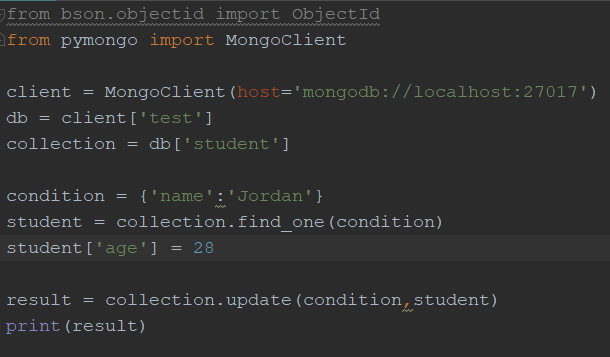 from bson.objectid import ObjectId
from pymongo import MongoClient
client = MongoClient(host='mongodb://localhost:27017')
db = client['test']
collection = db['student']
condition = {'name':'Jordan'}
student = collection.find_one(condition)
student['age'] = 28
result = collection.update(condition,student)
print(result)